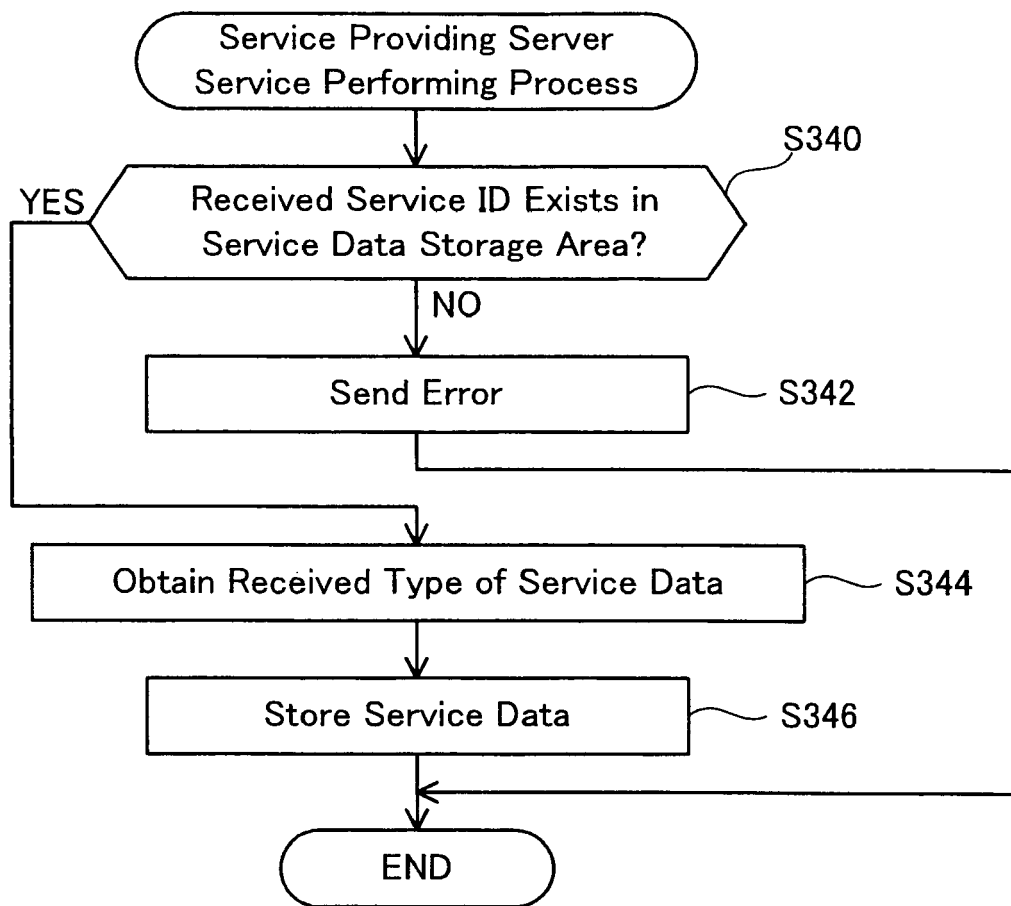 Service Providing Server
Service Performing Process
S340
YES
Received Service ID Exists in
Service Data Storage Area?
NO
Send Error
S342
Obtain Received Type of Service Data
S344
Store Service Data
S346
END